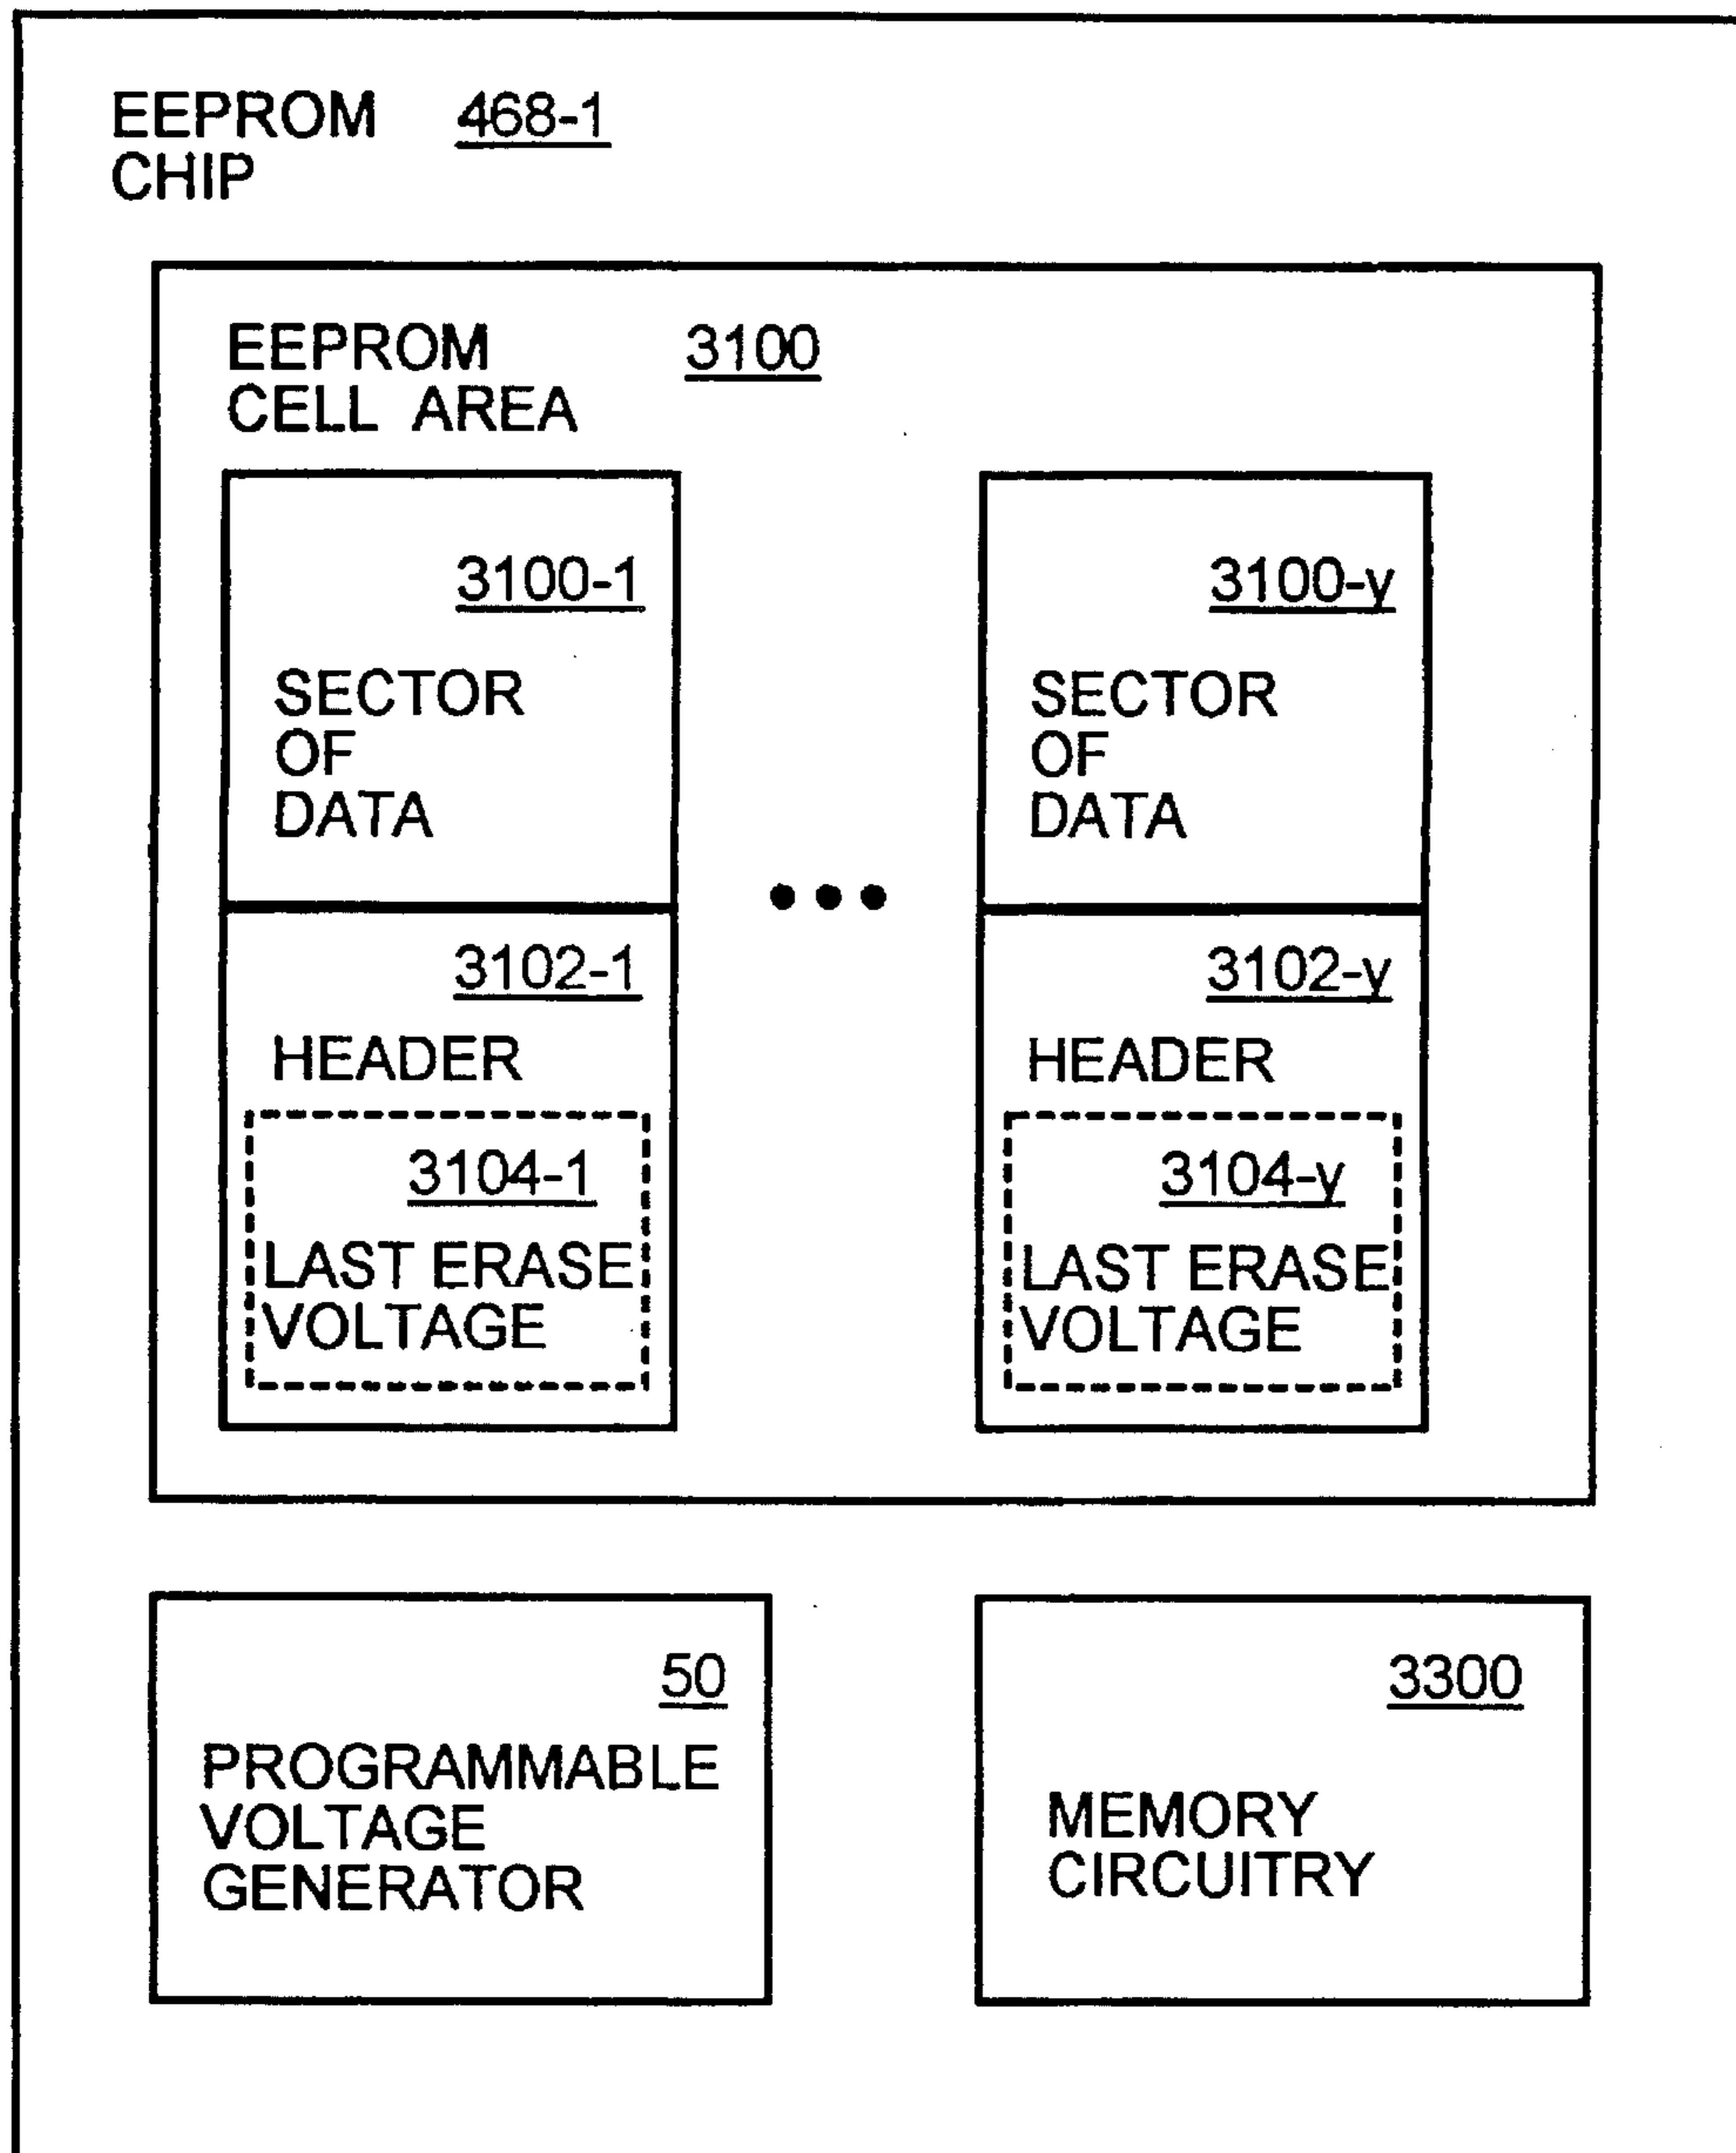 EEPROM 468-1
CHIP
EEPROM 3100
CELL AREA
3100-1
SECTOR
OF
DATA
3102-1
HEADER
3104-1
LAST ERASE
VOLTAGE
3100-y
SECTOR
OF
DATA
3102-y
HEADER
3104-y
LAST ERASE
VOLTAGE
50
PROGRAMMABLE
VOLTAGE
GENERATOR
3300
MEMORY
CIRCUITRY